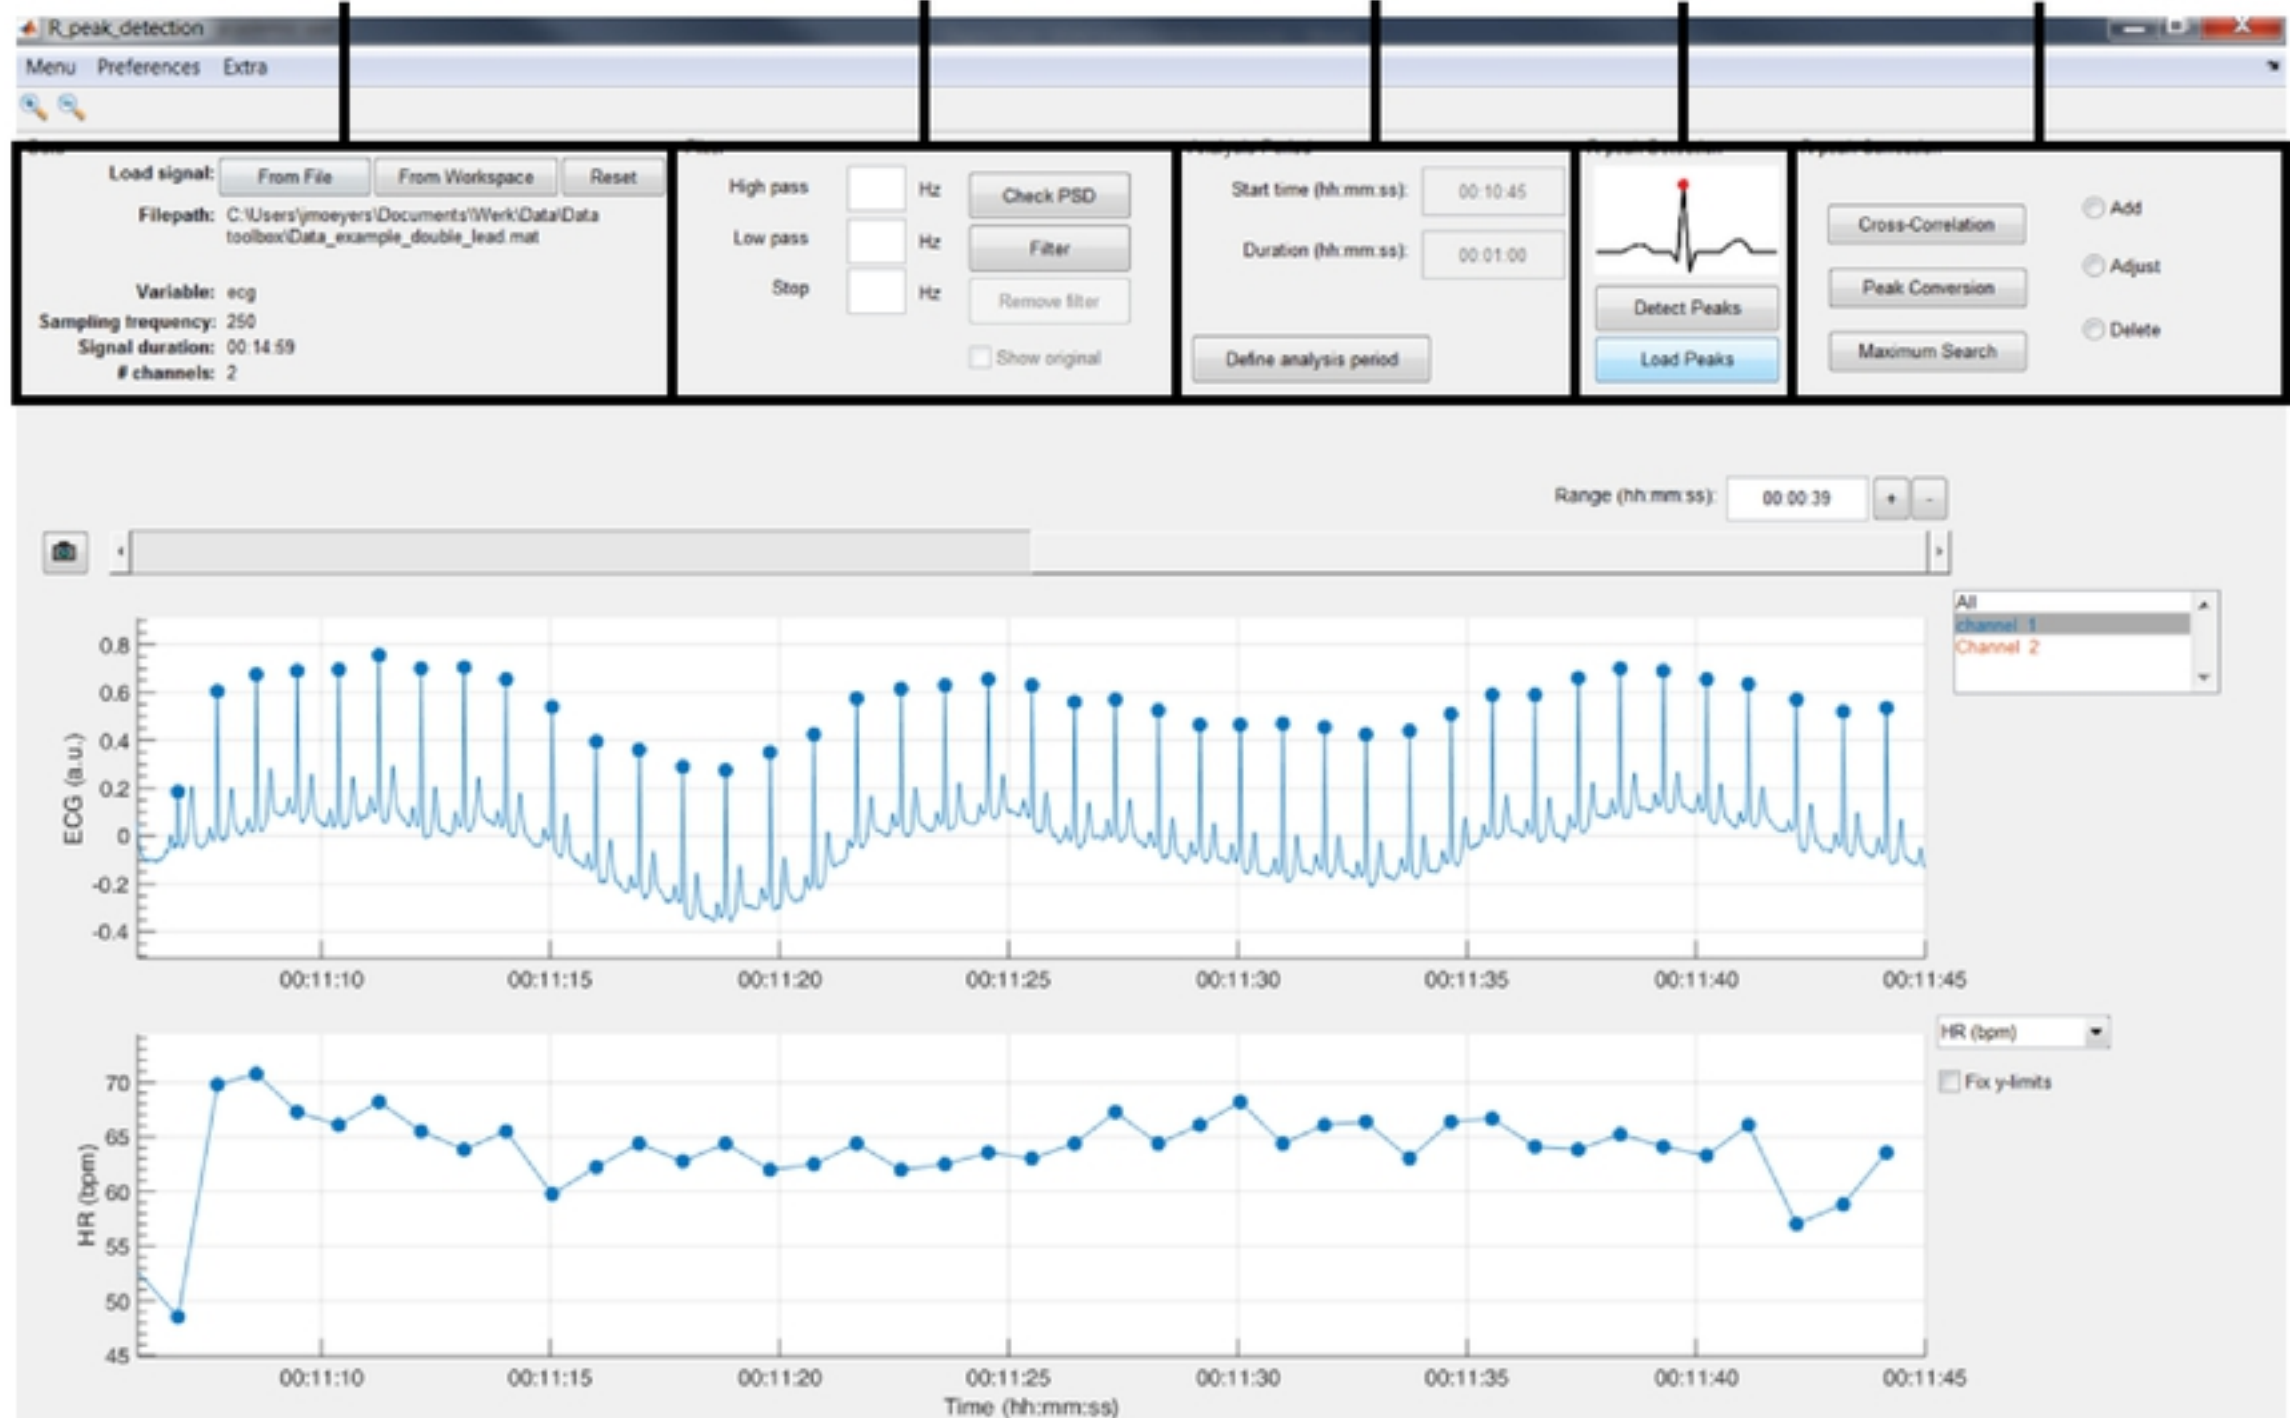 R_peak_detection
Menu Preferences Extra
Load signal: From File From Workspace Reset
Filepath: C:\Users\jmoeyers\Documents\Werk\Data\Data
toolbox\Data_example_double_lead.mat
Variable: ecg
Sampling frequency: 250
Signal duration: 00:14:59
# channels: 2
High pass Hz Check PSD
Low pass Hz Filter
Stop Hz Remove filter
Show original
Start time (hh:mm:ss): 00:10:45
Duration (hh:mm:ss): 00:01:00
Define analysis period
Detect Peaks
Load Peaks
Cross-Correlation Add
Peak Conversion Adjust
Maximum Search Delete
Range (hh:mm:ss): 00:00:39 + -
All
channel 1
Channel 2
ECG (a.u.)
0.8
0.6
0.4
0.2
0
-0.2
-0.4
00:11:10 00:11:15 00:11:20 00:11:25 00:11:30 00:11:35 00:11:40 00:11:45
HR (bpm)
Fix y-limits
HR (bpm)
70
65
60
55
50
45
00:11:10 00:11:15 00:11:20 00:11:25 00:11:30 00:11:35 00:11:40 00:11:45
Time (hh:mm:ss)